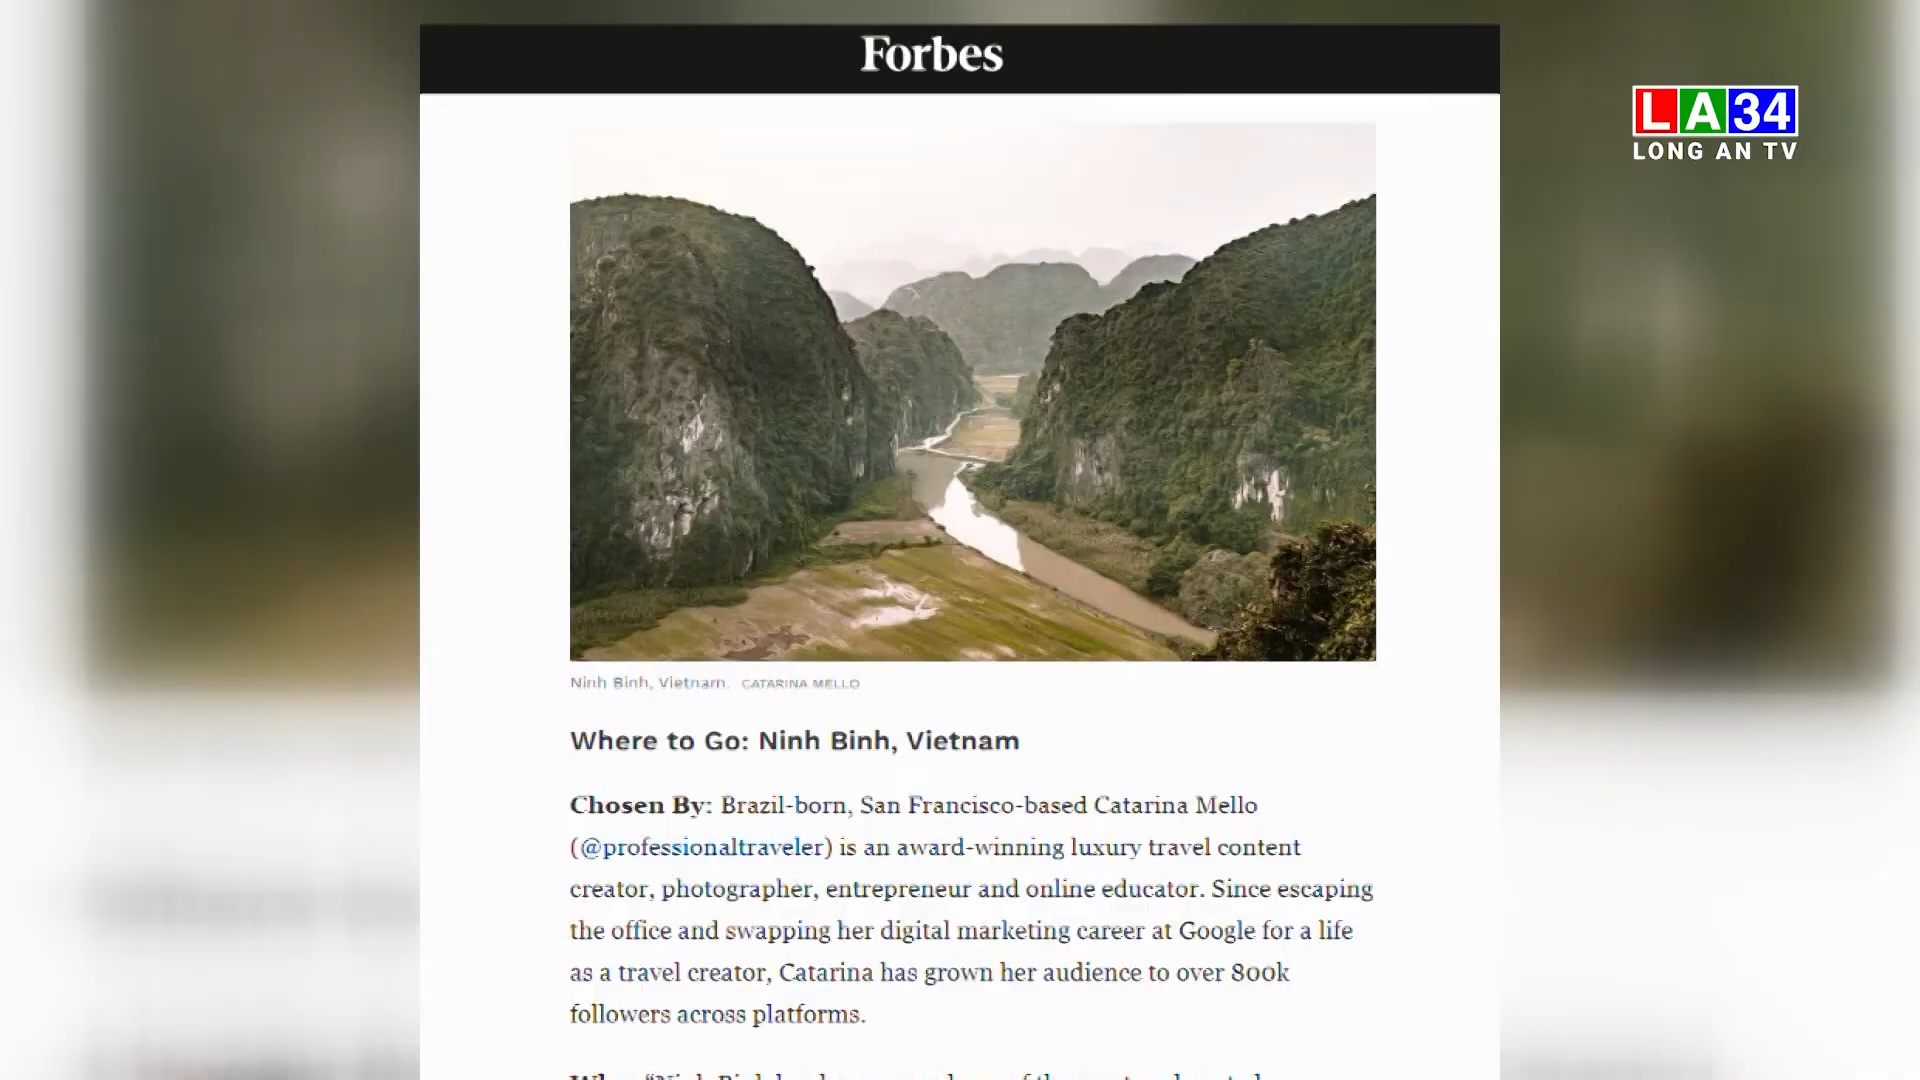 Forbes
LA34
LONG AN TV
Ninh Binh, Vietnam. CATARINA MELLO
Where to Go: Ninh Binh, Vietnam
Chosen By: Brazil-born, San Francisco-based Catarina Mello
(@professionaltraveler) is an award-winning luxury travel content
creator, photographer, entrepreneur and online educator. Since escaping
the office and swapping her digital marketing career at Google for a life
as a travel creator, Catarina has grown her audience to over 800k
followers across platforms.